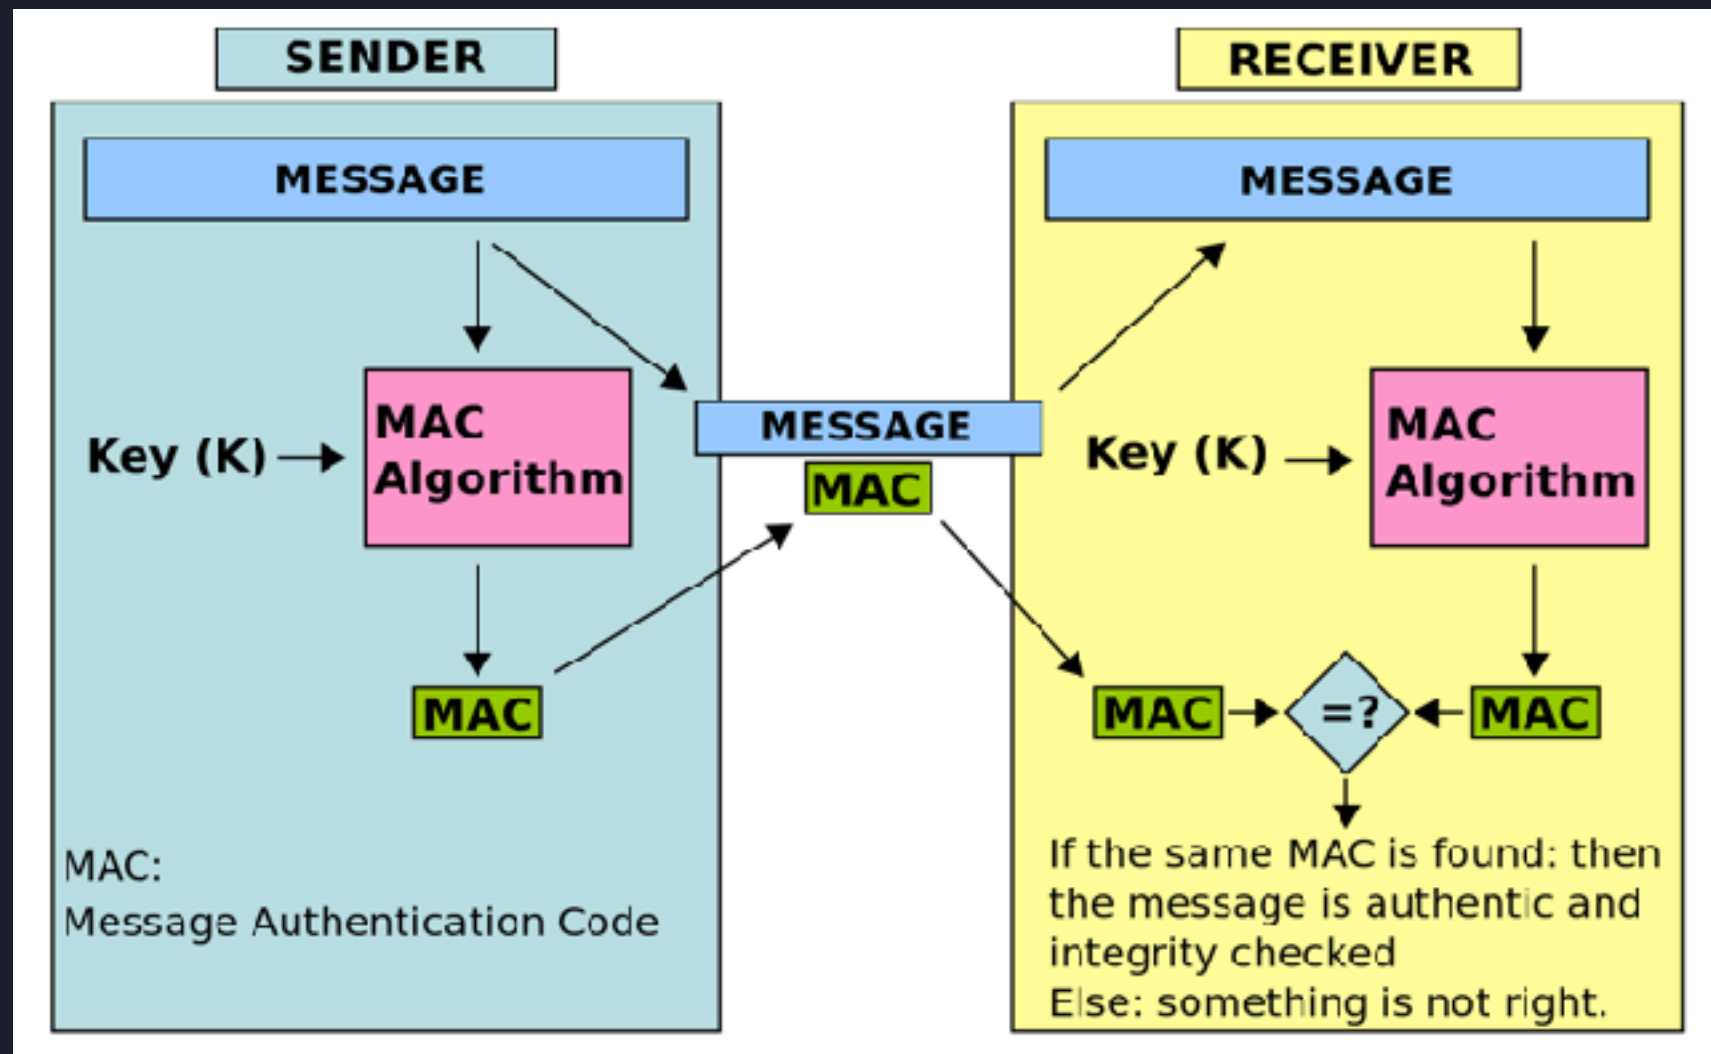 SENDER
MESSAGE
Key (K)
MAC
Algorithm
MAC
MAC:
Message Authentication Code
MESSAGE
MAC
RECEIVER
MESSAGE
Key (K)
MAC
Algorithm
MAC
=?
MAC
If the same MAC is found: then
the message is authentic and
integrity checked
Else: something is not right.